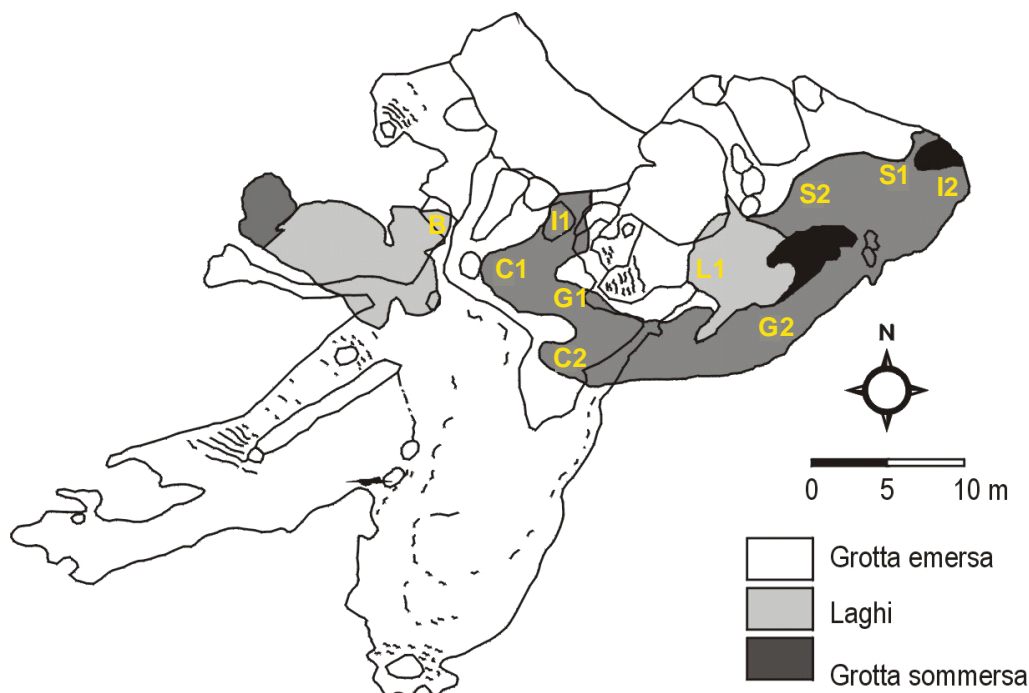 S1
S2
I2
I1
B
C1
L1
G1
G2
C2
N
0 5 10 m
Grotta emersa
Laghi
Grotta sommersa